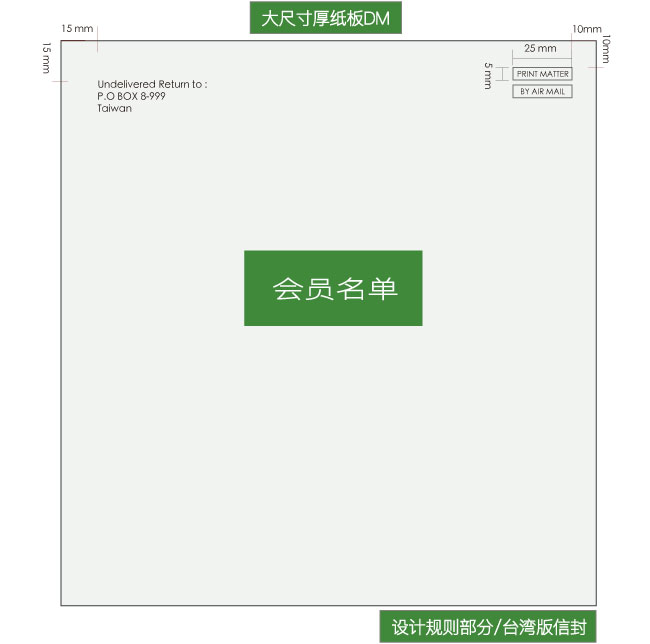 大尺寸厚纸板DM
15 mm
10mm
15 mm
10mm
25 mm
5 mm
PRINT MATTER
BY AIR MAIL
Undelivered Return to :
P.O BOX 8-999
Taiwan
会员名单
设计规则部分/台湾版信封